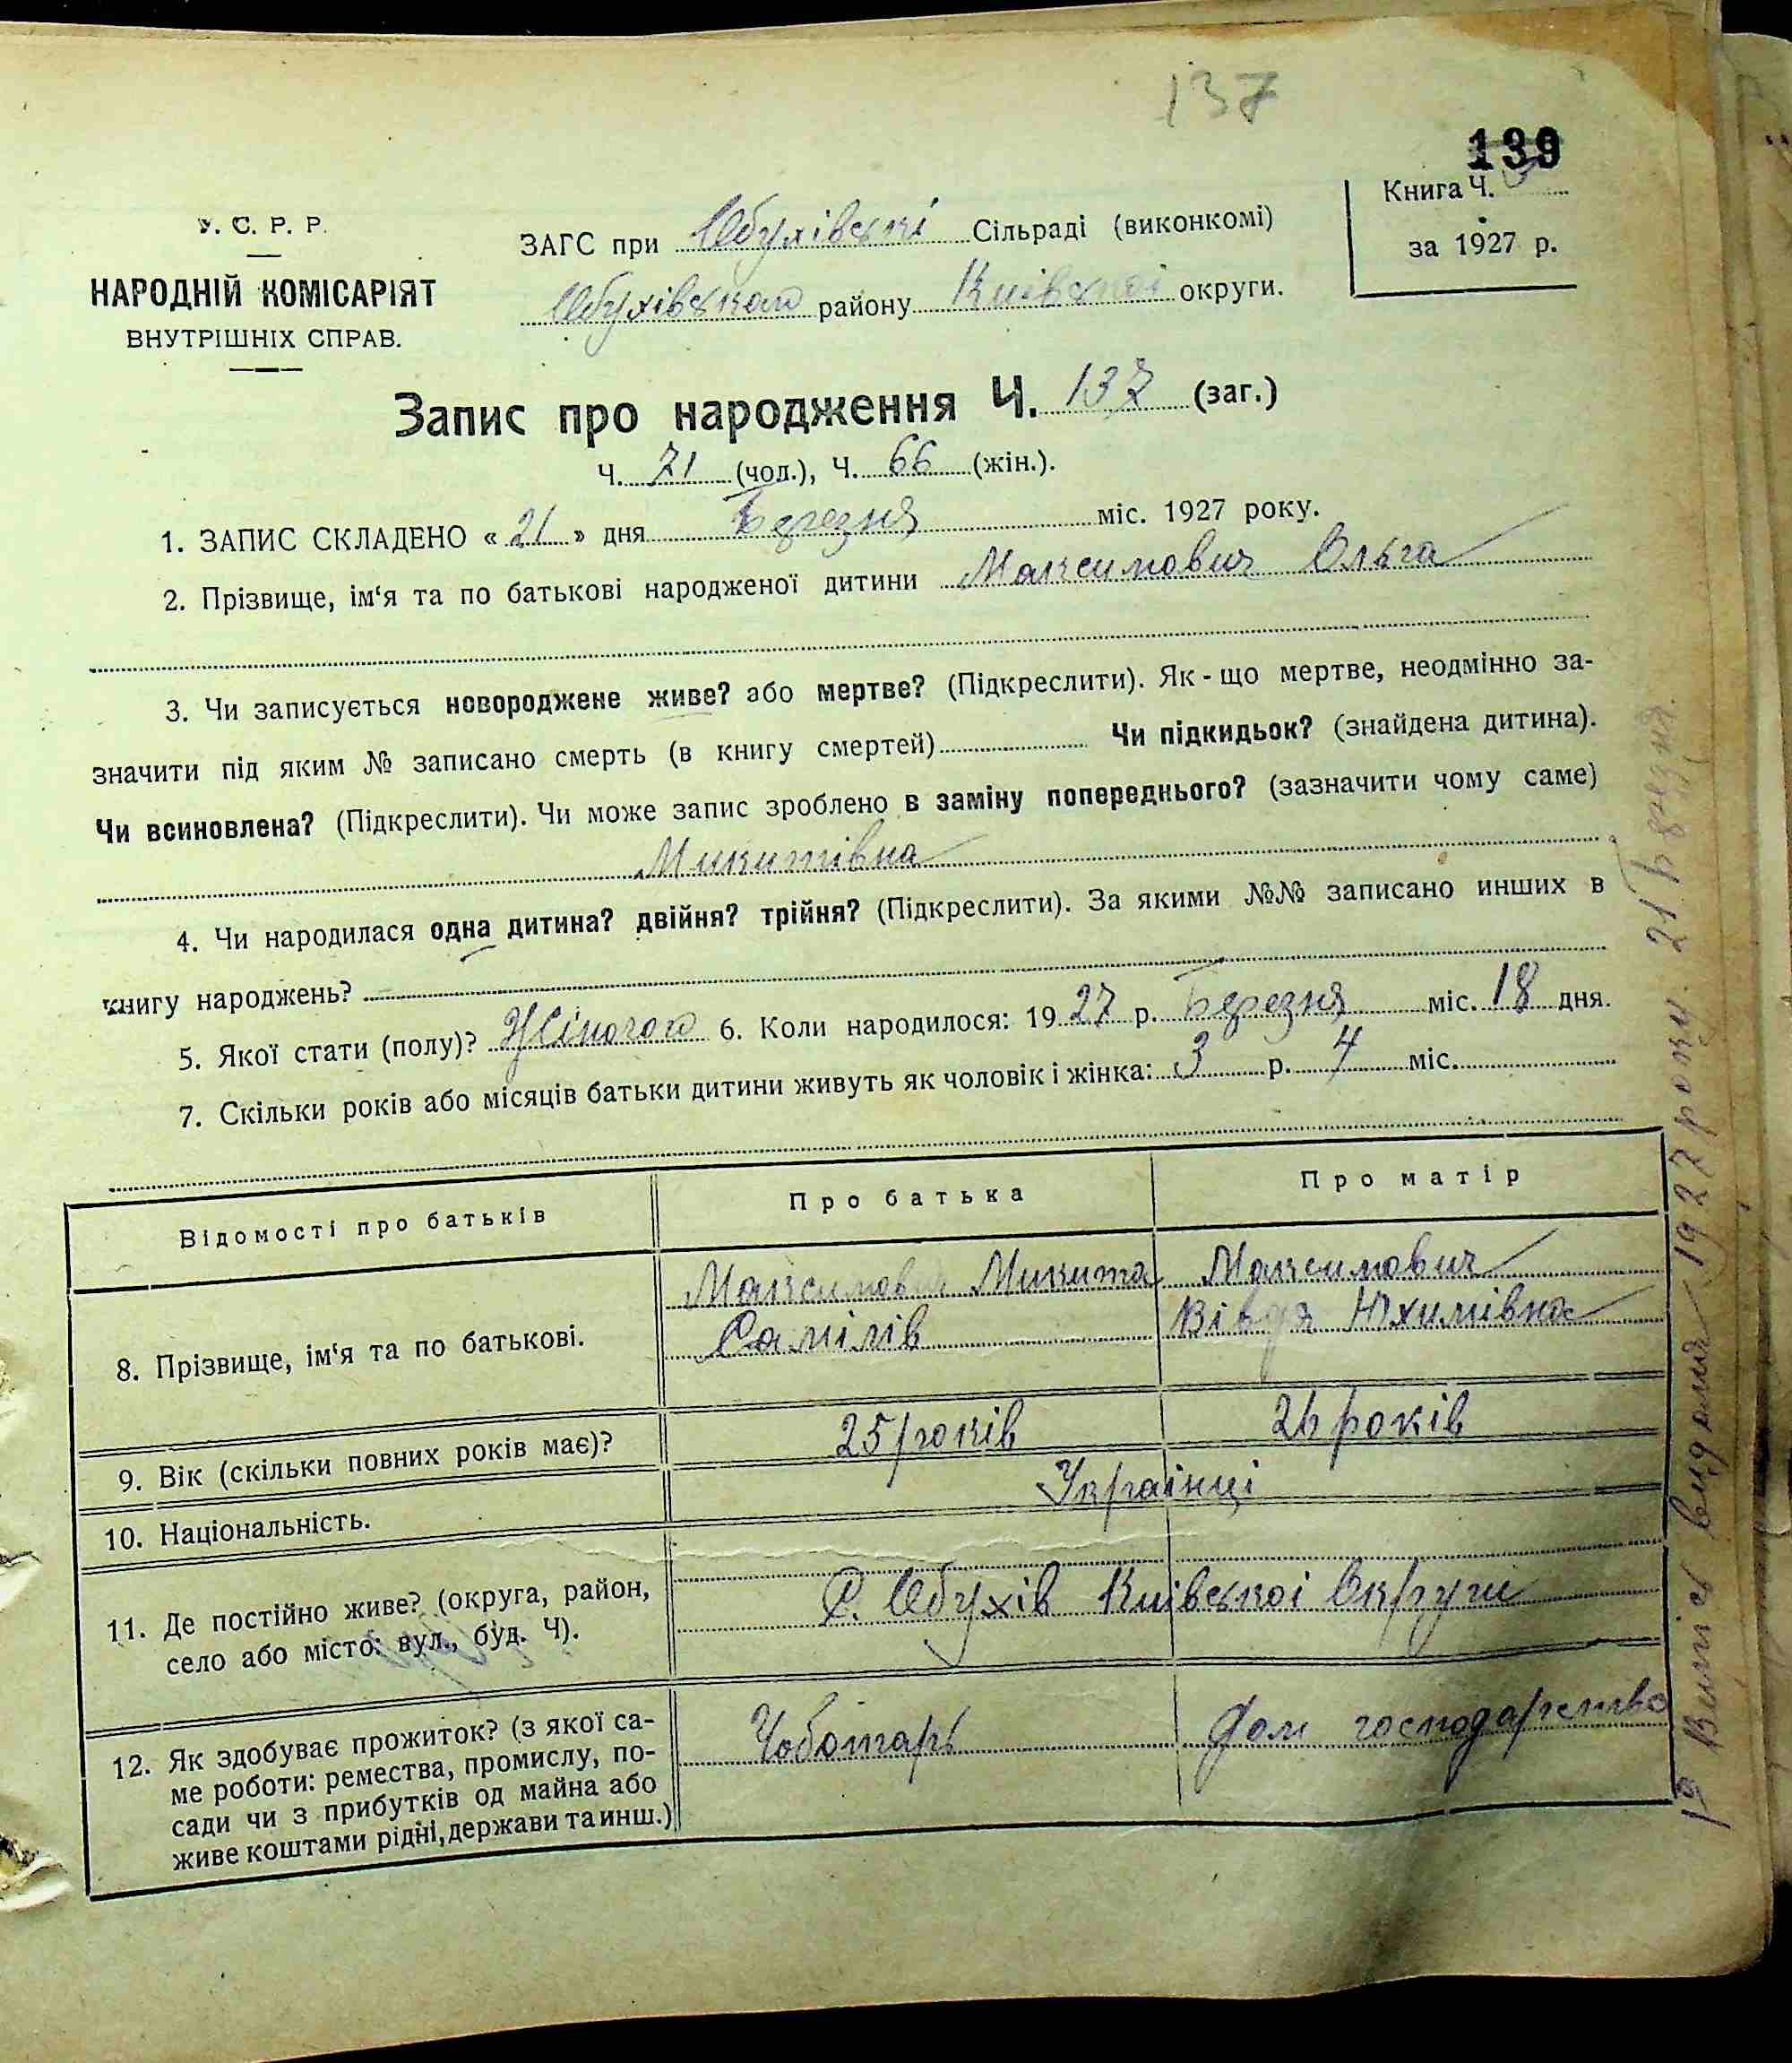 137
139
У. С. Р. Р.
НАРОДНІЙ КОМІСАРІЯТ
ВНУТРІШНІХ СПРАВ.
ЗАГС при Обухівські Сільраді (виконкомі)
Обухівського району Київської округи.
Книга Ч.
за 1927 р.
Запис про народження Ч. 137 (заг.)
Ч. 71 (чол.), Ч. 66 (жін.).
1. ЗАПИС СКЛАДЕНО « 21 » дня Березня міс. 1927 року.
2. Прізвище, ім‘я та по батькові народженої дитини Максимович Ольга
3. Чи записується новороджене живе? або мертве? (Підкреслити). Як-що мертве, неодмінно за-
значити під яким № записано смерть (в книгу смертей) Чи підкидьок? (знайдена дитина).
Чи всиновлена? (Підкреслити). Чи може запис зроблено в заміну попереднього? (зазначити чому саме)
Микитівна
4. Чи народилася одна дитина? двійня? трійня? (Підкреслити). За якими №№ записано инших в
книгу народжень?
5. Якої стати (полу)? Жіночого 6. Коли народилося: 1927 р. Березня міс. 18 дня.
7. Скільки років або місяців батьки дитини живуть як чоловік і жінка: 3 р. 4 міс.
Відомості про батьків Про батька Про матір
8. Прізвище, ім‘я та по батькові.
Максимович Микита
Самілів
Максимович
Вівдя Юхимівна
9. Вік (скільки повних років має)? 25 років 26 років
10. Національність. Українці
11. Де постійно живе? (округа, район,
село або місто: вул., буд. Ч).
С. Обухів Київської Округи
12. Як здобуває прожиток? (з якої са-
ме роботи: ремества, промислу, по-
сади чи з прибутків од майна або
живе коштами рідні, держави та инш.)
Чоботарь
Дом господарство
Випис видання 1927 року. 21 Березня.